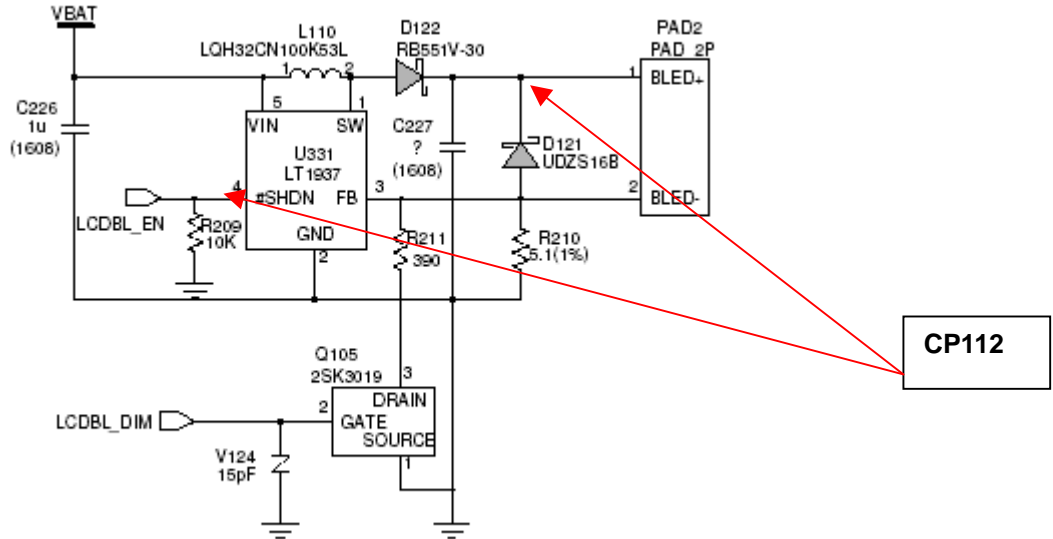 VBAT
L110
LQH32CN100K53L
1
2
D122
RB551V-30
PAD2
PAD 2P
1
BLED+
2
BLED-
C226
1u
(1608)
5
1
VIN
SW
U331
LT1937
4
#SHDN
FB
3
GND
2
C227
?
(1608)
D121
UDZS16B
LCDBL_EN
R209
10K
R211
390
R210
5.1(1%)
CP112
Q105
2SK3019
3
DRAIN
2
GATE
SOURCE
1
LCDBL_DIM
V124
15pF